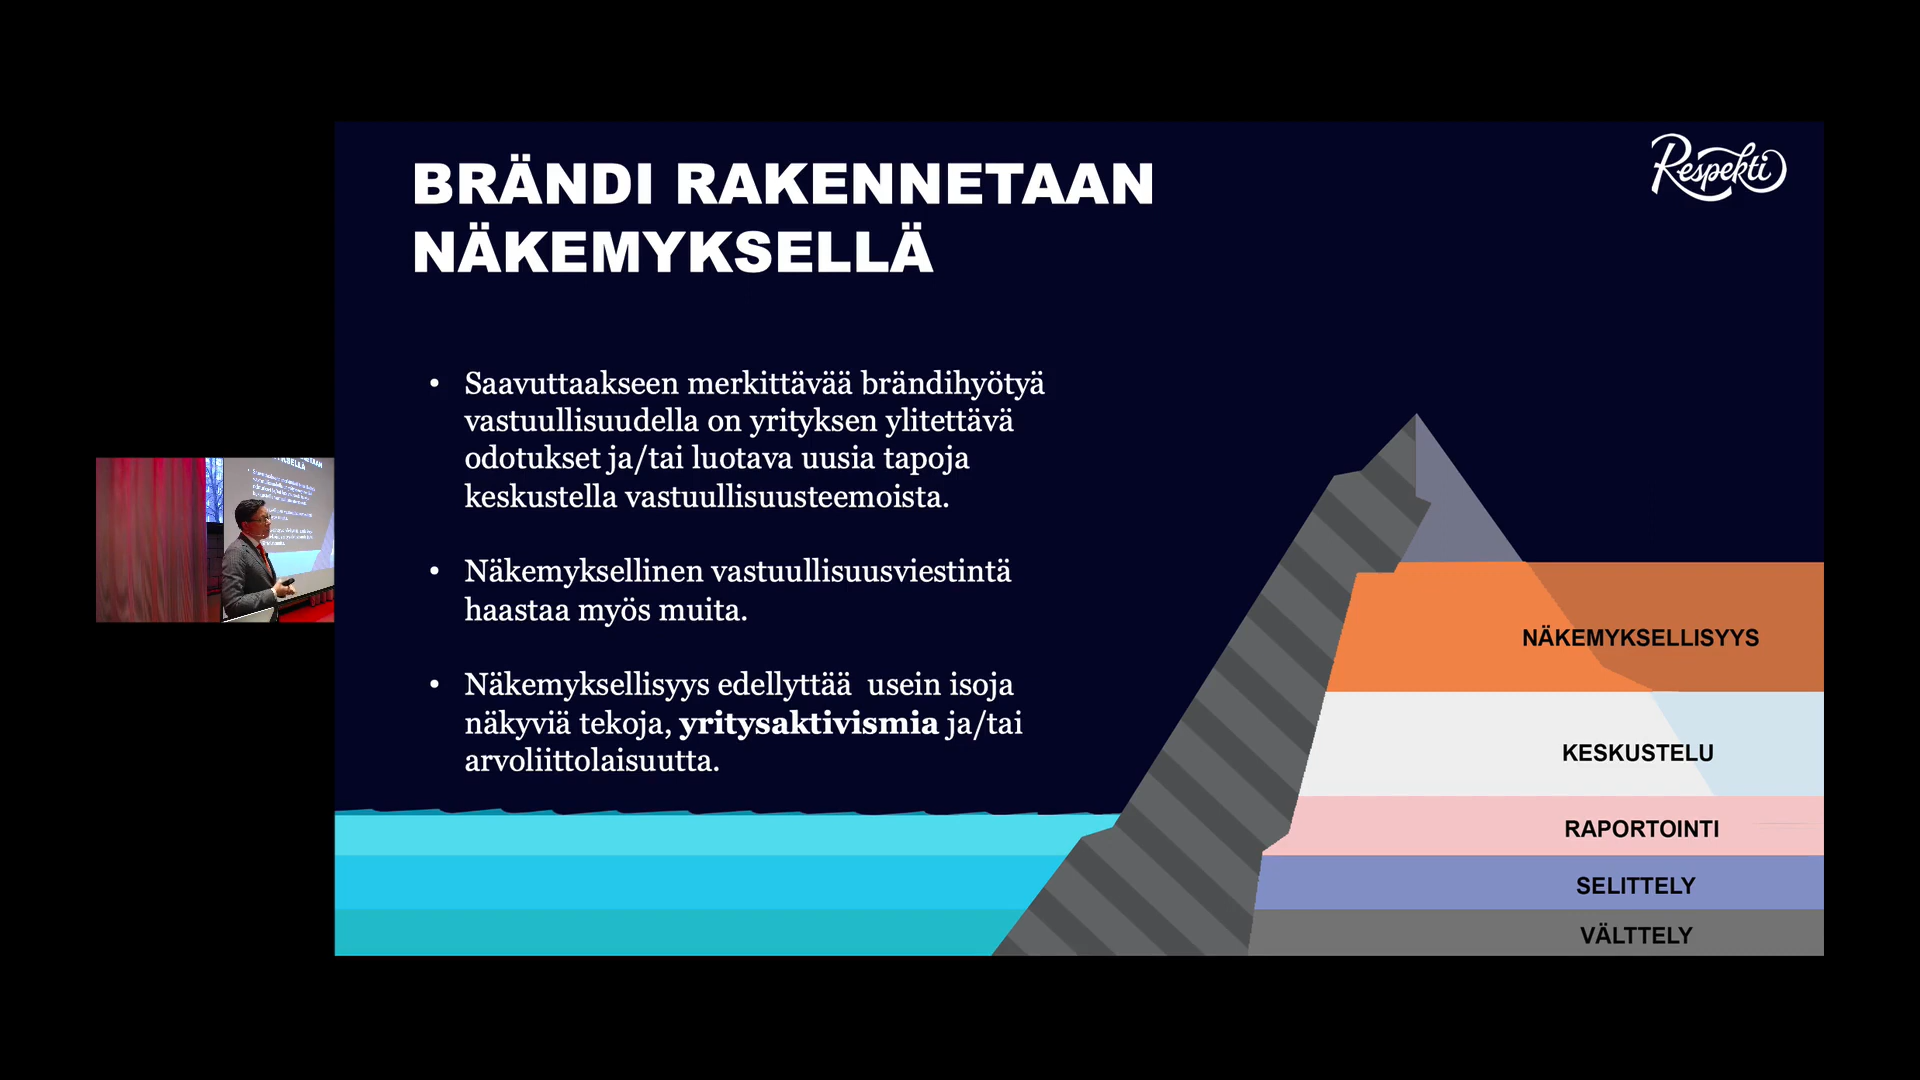 BRÄNDI RAKENNETAAN
NÄKEMYKSELLÄ
Respekti
• Saavuttaakseen merkittävää brändihyötyä
vastuullisuudella on yrityksen ylitettävä
odotukset ja/tai luotava uusia tapoja
keskustella vastuullisuusteemoista.
• Näkemyksellinen vastuullisuusviestintä
haastaa myös muita.
• Näkemyksellisyys edellyttää  usein isoja
näkyviä tekoja, yritysaktivismia ja/tai
arvoliittolaisuutta.
NÄKEMYKSELLISYYS
KESKUSTELU
RAPORTOINTI
SELITTELY
VÄLTTELY